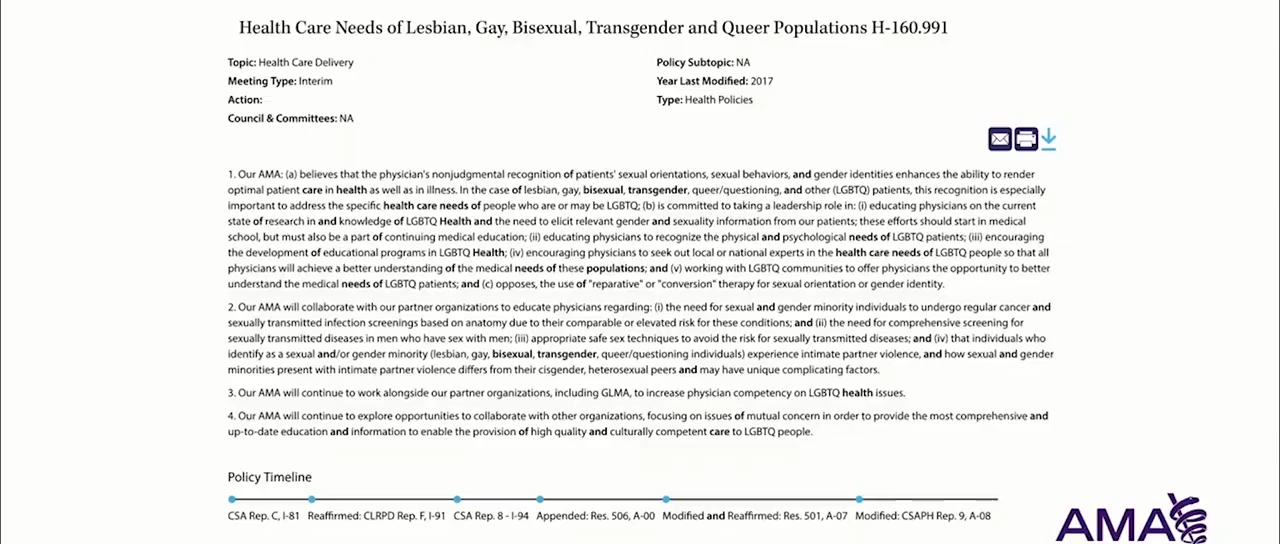 Health Care Needs of Lesbian, Gay, Bisexual, Transgender and Queer Populations H-160.991
Topic: Health Care Delivery
Policy Subtopic: NA
Meeting Type: Interim
Year Last Modified: 2017
Action:
Type: Health Policies
Council & Committees: NA
1. Our AMA: (a) believes that the physician's nonjudgmental recognition of patients' sexual orientations, sexual behaviors, and gender identities enhances the ability to render
optimal patient care in health as well as in illness. In the case of lesbian, gay, bisexual, transgender, queer/questioning, and other (LGBTQ) patients, this recognition is especially
important to address the specific health care needs of people who are or may be LGBTQ; (b) is committed to taking a leadership role in: (i) educating physicians on the current
state of research in and knowledge of LGBTQ Health and the need to elicit relevant gender and sexuality information from our patients; these efforts should start in medical
school, but must also be a part of continuing medical education; (ii) educating physicians to recognize the physical and psychological needs of LGBTQ patients; (iii) encouraging
the development of educational programs in LGBTQ Health; (iv) encouraging physicians to seek out local or national experts in the health care needs of LGBTQ people so that all
physicians will achieve a better understanding of the medical needs of these populations; and (v) working with LGBTQ communities to offer physicians the opportunity to better
understand the medical needs of LGBTQ patients; and (c) opposes, the use of "reparative" or "conversion" therapy for sexual orientation or gender identity.
2. Our AMA will collaborate with our partner organizations to educate physicians regarding: (i) the need for sexual and gender minority individuals to undergo regular cancer and
sexually transmitted infection screenings based on anatomy due to their comparable or elevated risk for these conditions; and (ii) the need for comprehensive screening for
sexually transmitted diseases in men who have sex with men; (iii) appropriate safe sex techniques to avoid the risk for sexually transmitted diseases; and (iv) that individuals who
identify as a sexual and/or gender minority (lesbian, gay, bisexual, transgender, queer/questioning individuals) experience intimate partner violence, and how sexual and gender
minorities present with intimate partner violence differs from their cisgender, heterosexual peers and may have unique complicating factors.
3. Our AMA will continue to work alongside our partner organizations, including GLMA, to increase physician competency on LGBTQ health issues.
4. Our AMA will continue to explore opportunities to collaborate with other organizations, focusing on issues of mutual concern in order to provide the most comprehensive and
up-to-date education and information to enable the provision of high quality and culturally competent care to LGBTQ people.
Policy Timeline
CSA Rep. C, I-81 Reaffirmed: CLRPD Rep. F, I-91 CSA Rep. 8 - I-94 Appended: Res. 506, A-00 Modified and Reaffirmed: Res. 501, A-07 Modified: CSAPH Rep. 9, A-08
AMA